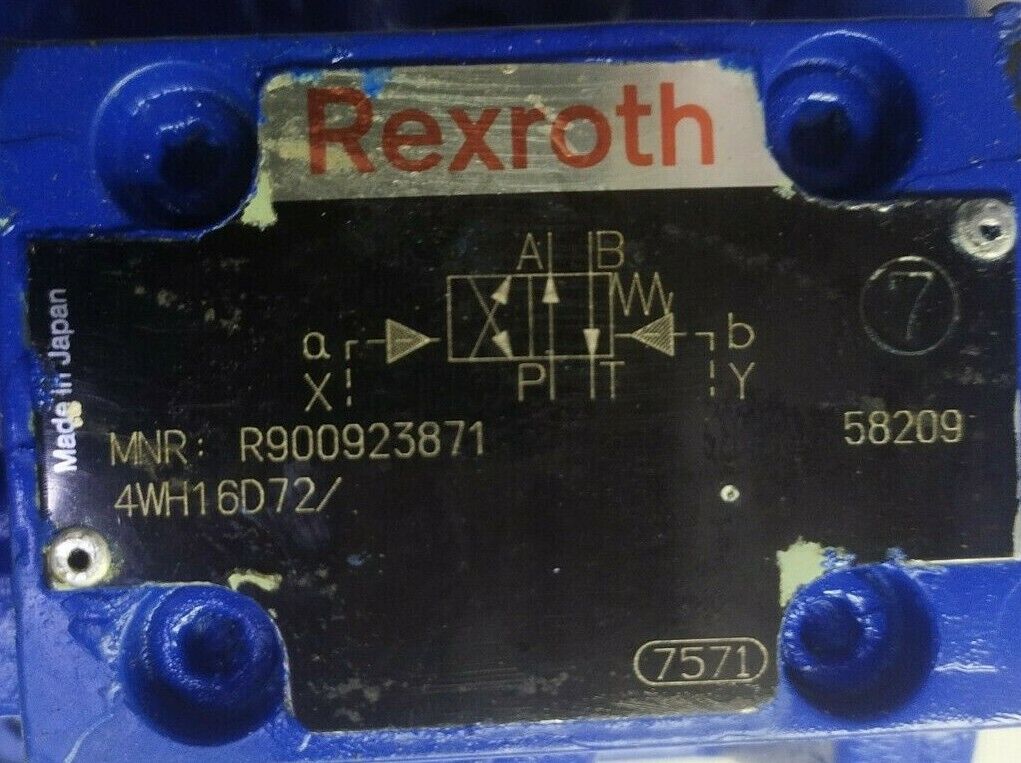 Rexroth
A B
7
a b
X P T Y
Made in Japan
MNR: R900923871 58209
4WH16D72/
7571